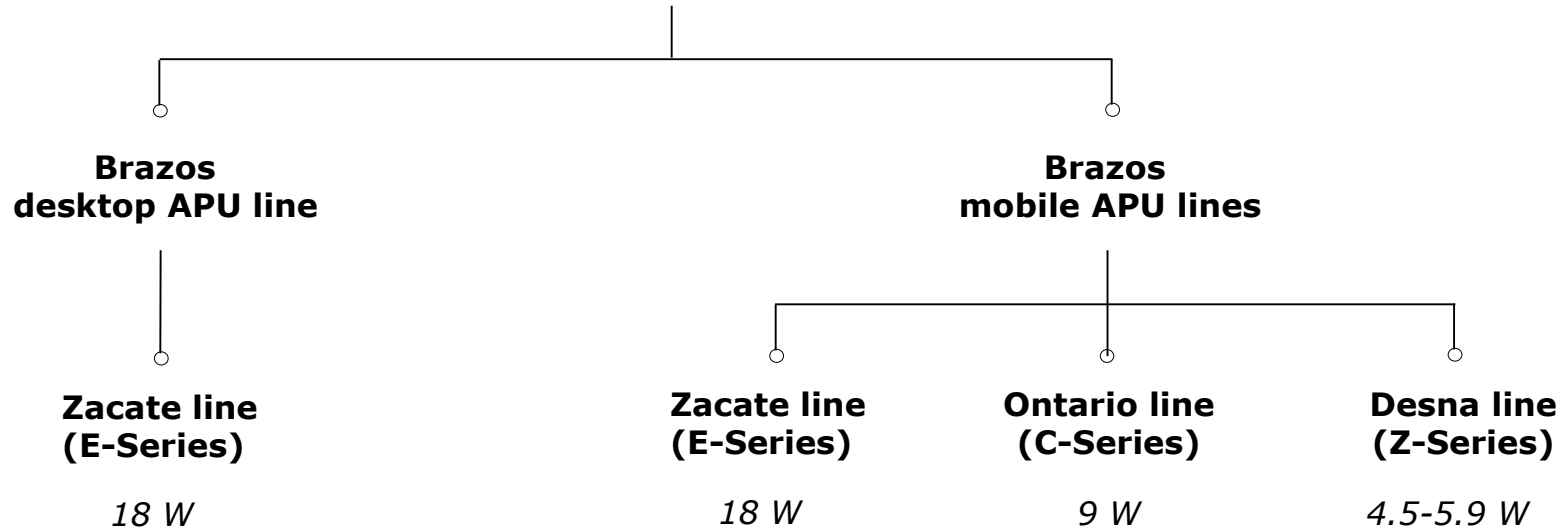 Brazos
desktop APU line
Brazos
mobile APU lines
Zacate line
(E-Series)
18 W
Zacate line
(E-Series)
18 W
Ontario line
(C-Series)
9 W
Desna line
(Z-Series)
4.5-5.9 W